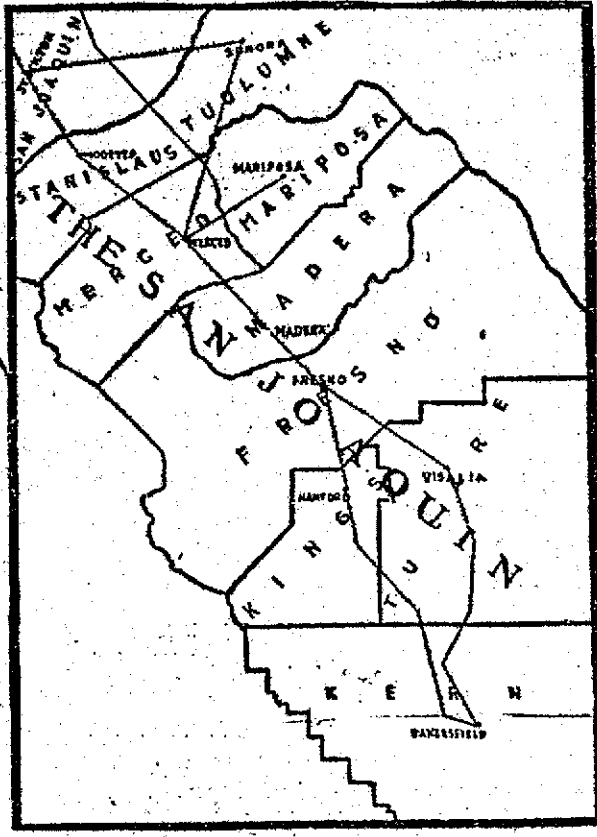 STOCKTON
SAN JOAQUIN
SONORA
TUOLUMNE
MODESTO
STANISLAUS
MARIPOSA
MARIPOSA
MERCED
MERCED
THE SAN JOAQUIN
MADERA
MADERA
FRESNO
FRESNO
VISALIA
HANFORD
KINGS
TULARE
KERN
BAKERSFIELD